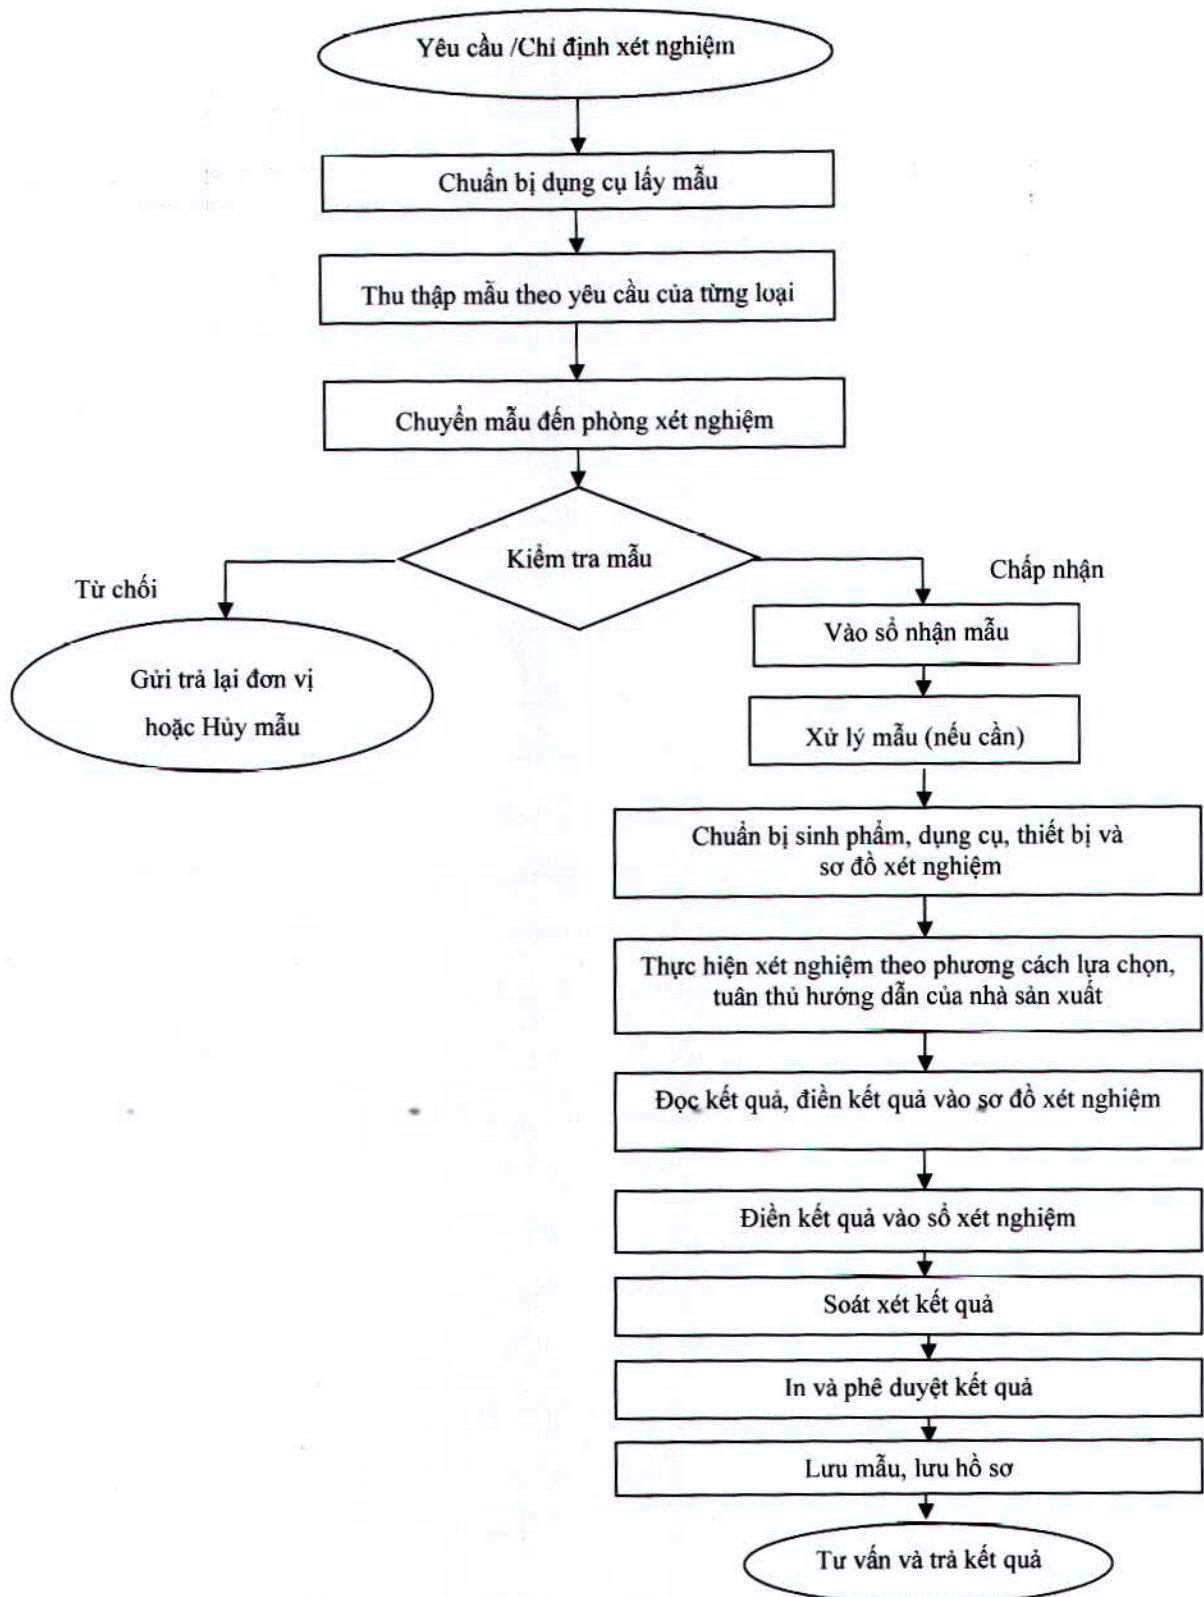 Yêu cầu /Chỉ định xét nghiệm
Chuẩn bị dụng cụ lấy mẫu
Thu thập mẫu theo yêu cầu của từng loại
Chuyển mẫu đến phòng xét nghiệm
Kiểm tra mẫu
Từ chối
Chấp nhận
Gửi trả lại đơn vị
hoặc Hủy mẫu
Vào sổ nhận mẫu
Xử lý mẫu (nếu cần)
Chuẩn bị sinh phẩm, dụng cụ, thiết bị và
sơ đồ xét nghiệm
Thực hiện xét nghiệm theo phương cách lựa chọn,
tuân thủ hướng dẫn của nhà sản xuất
Đọc kết quả, điền kết quả vào sơ đồ xét nghiệm
Điền kết quả vào sổ xét nghiệm
Soát xét kết quả
In và phê duyệt kết quả
Lưu mẫu, lưu hồ sơ
Tư vấn và trả kết quả